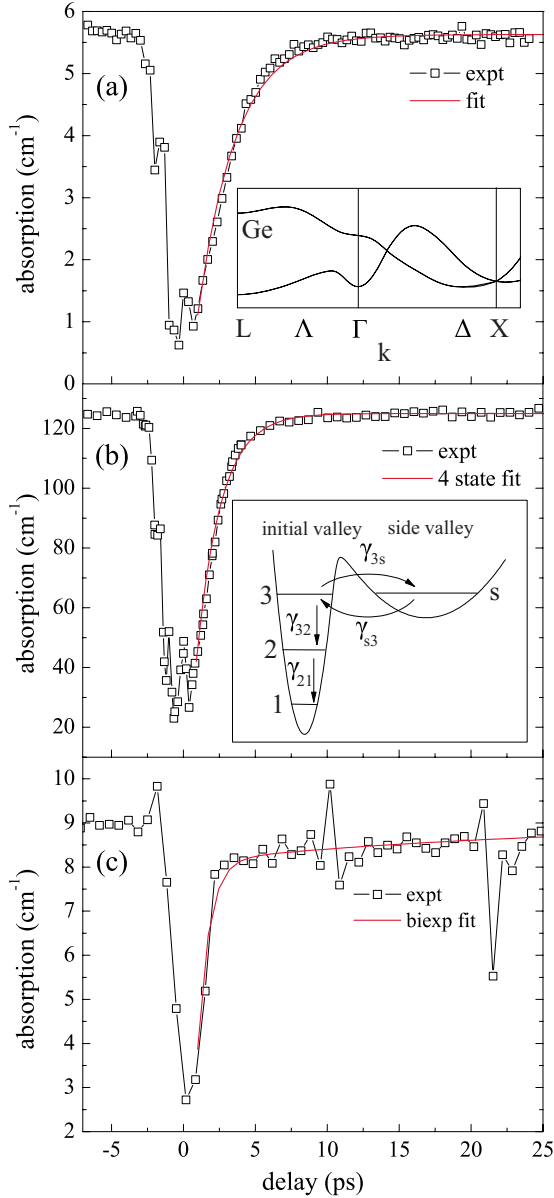 6
5
4
3
2
1
0
absorption (cm⁻¹)
(a)
expt
fit
Ge
L Λ Γ Δ X
k
120
100
80
60
40
20
absorption (cm⁻¹)
(b)
expt
4 state fit
initial valley side valley
γ3s
3 s
γ32 γs3
2
γ21
1
10
9
8
7
6
5
4
3
2
absorption (cm⁻¹)
(c)
expt
biexp fit
-5 0 5 10 15 20 25
delay (ps)